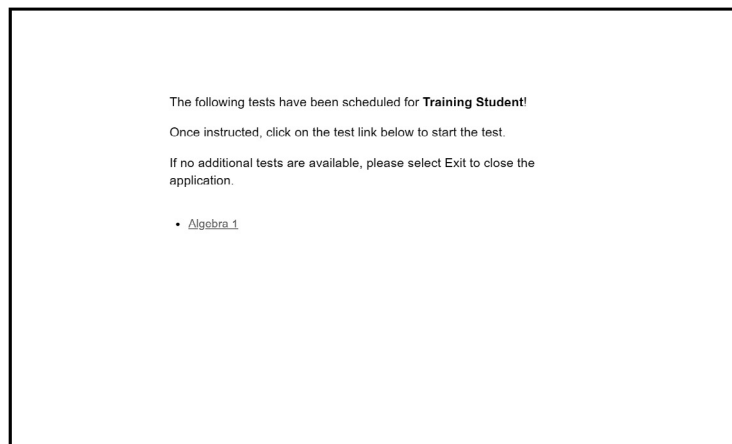 The following tests have been scheduled for Training Student!
Once instructed, click on the test link below to start the test.
If no additional tests are available, please select Exit to close the
application.
• Algebra 1